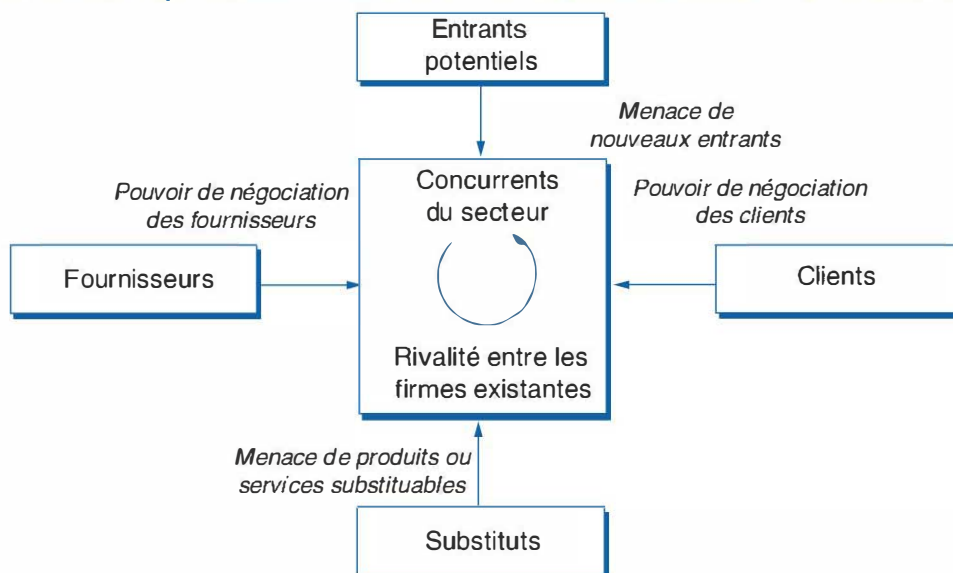 Entrants
potentiels
Menace de
nouveaux entrants
Concurrents
du secteur
Pouvoir de négociation
des fournisseurs
Pouvoir de négociation
des clients
Fournisseurs
Clients
Rivalité entre les
firmes existantes
Menace de produits ou
services substituables
Substituts